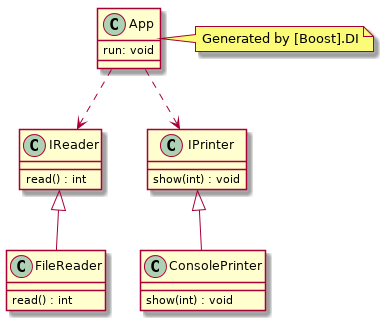 C App
run: void
Generated by [Boost].DI
C IReader
read() : int
C IPrinter
show(int) : void
C FileReader
read() : int
C ConsolePrinter
show(int) : void